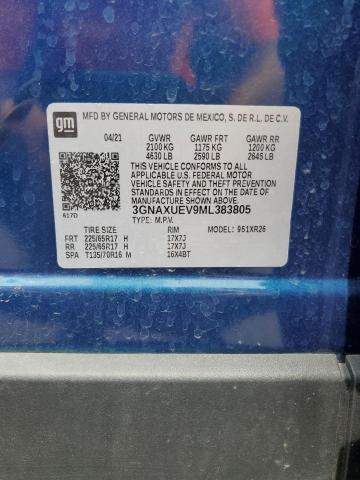 gm MFD BY GENERAL MOTORS DE MEXICO, S. DE R.L. DE C.V.
04/21 GVWR GAWR FRT GAWR RR
2100 KG 1175 KG 1200 KG
4630 LB 2590 LB 2645 LB
THIS VEHICLE CONFORMS TO ALL
APPLICABLE U.S. FEDERAL MOTOR
VEHICLE SAFETY STANDARDS
IN EFFECT ON THE DATE OF
MANUFACTURE SHOWN ABOVE.
3GNAXUEV9ML383805
617D TYPE: M.P.V.
TIRE SIZE RIM MODEL: 951XR26
FRT 225/65R17 H 17X7J
RR 225/65R17 H 17X7J
SPA T135/70R16 M 16X4BT